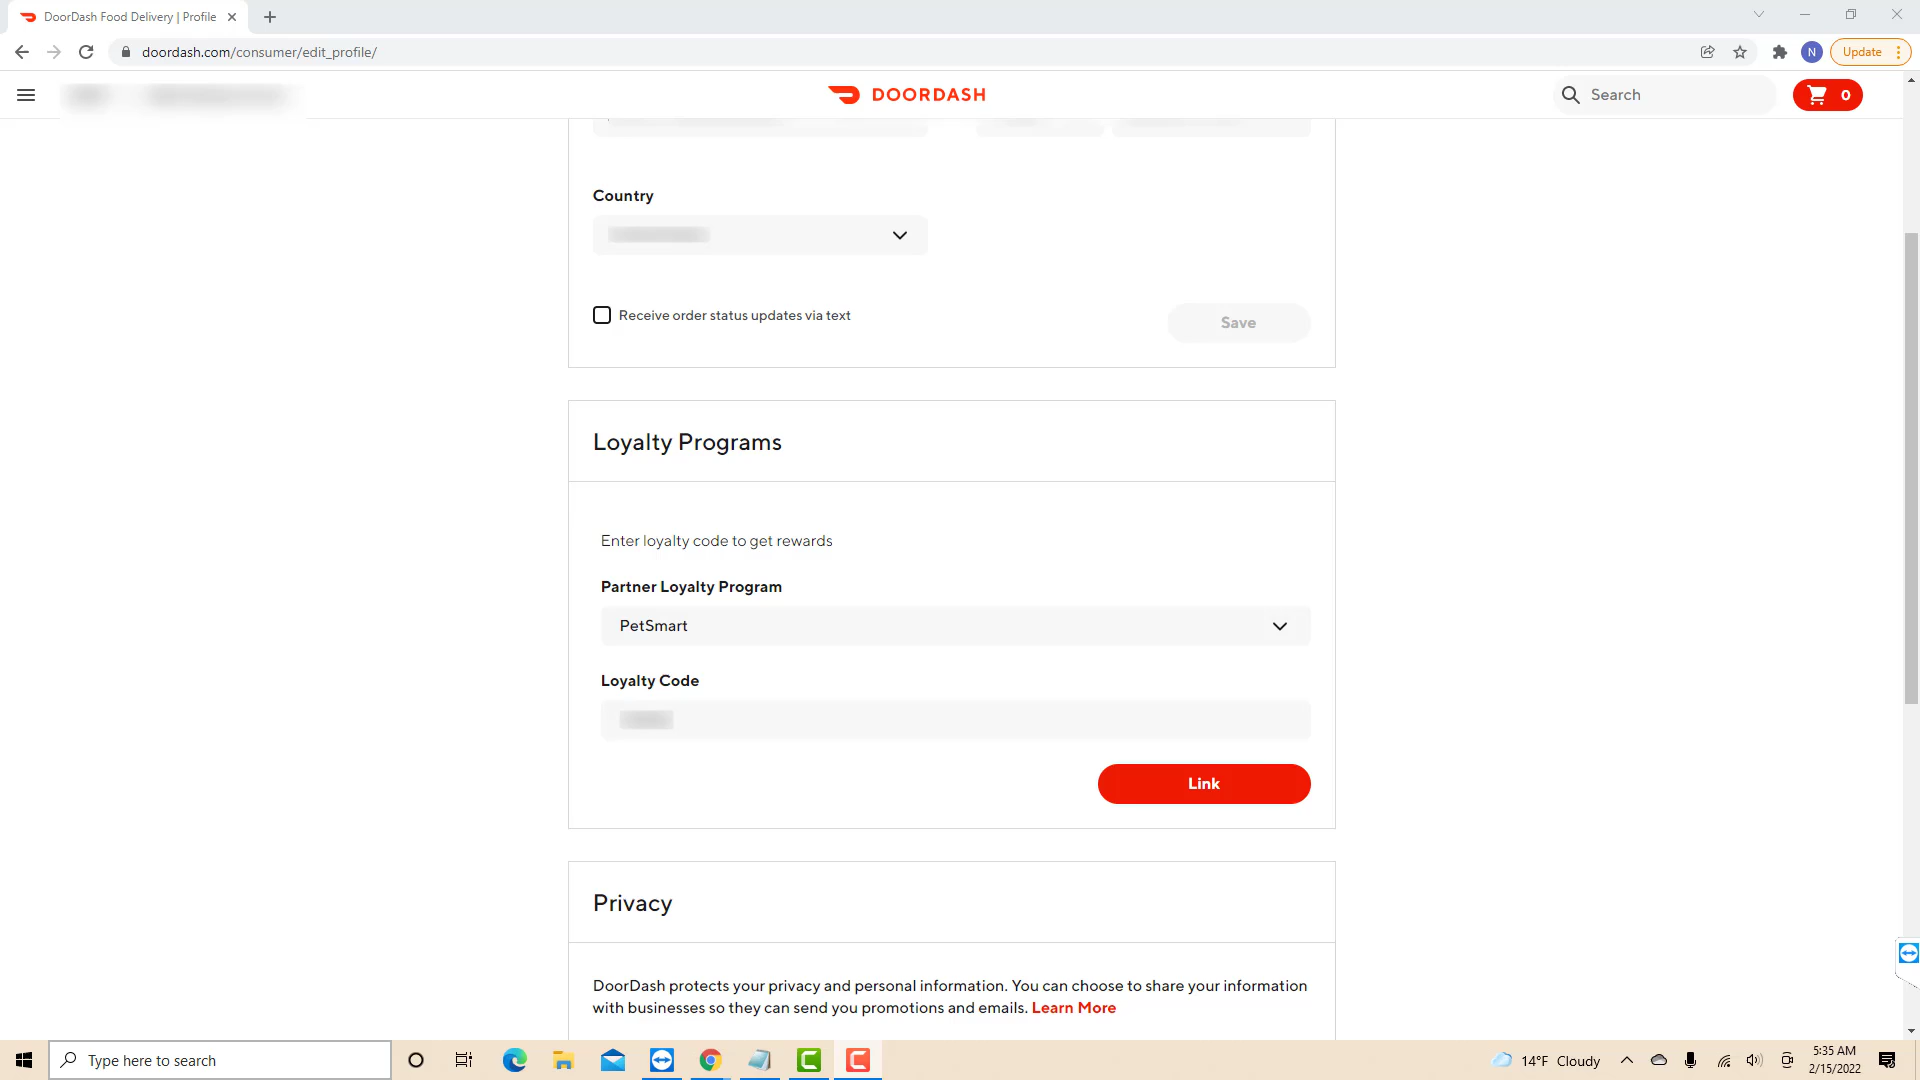 DoorDash Food Delivery | Profile
doordash.com/consumer/edit_profile/
N
Update
DOORDASH
Search
0
Country
Receive order status updates via text
Save
Loyalty Programs
Enter loyalty code to get rewards
Partner Loyalty Program
PetSmart
Loyalty Code
Link
Privacy
DoorDash protects your privacy and personal information. You can choose to share your information
with businesses so they can send you promotions and emails. Learn More
Type here to search
14°F Cloudy
5:35 AM
2/15/2022